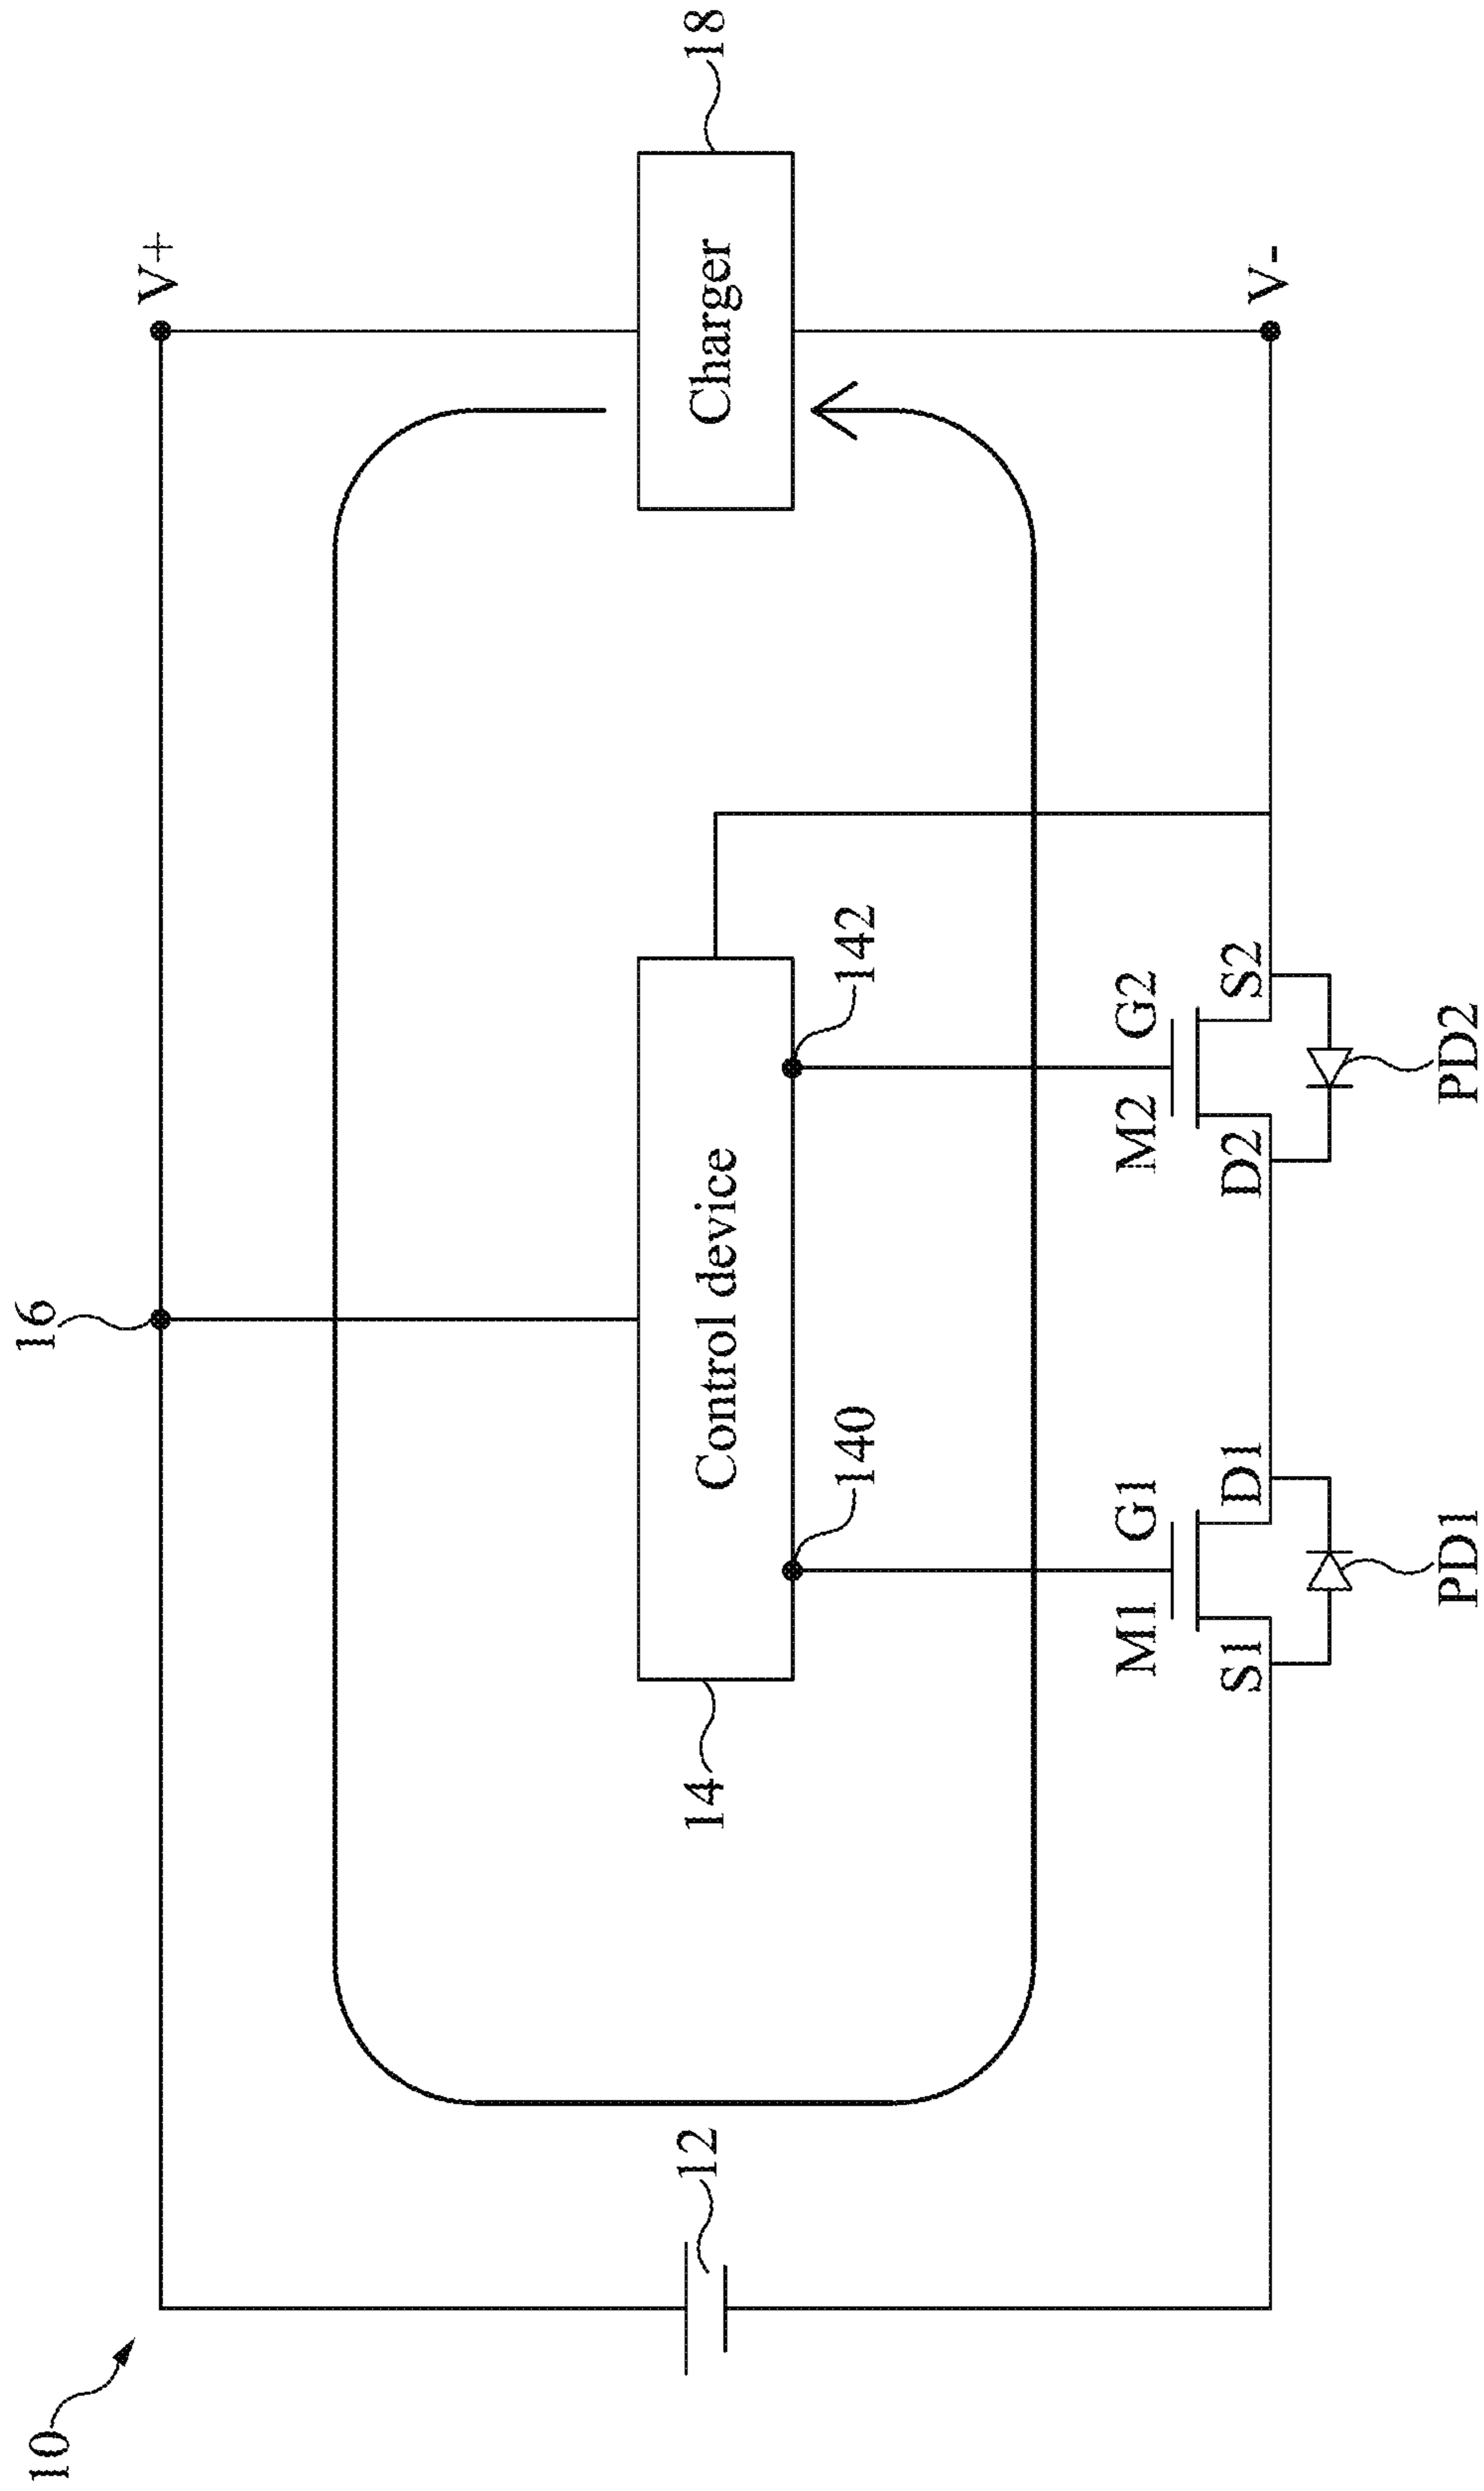 10
16
V+
12
14
Control device
140
142
Charger
18
M1
G1
S1
D1
PD1
M2
G2
D2
S2
PD2
V-